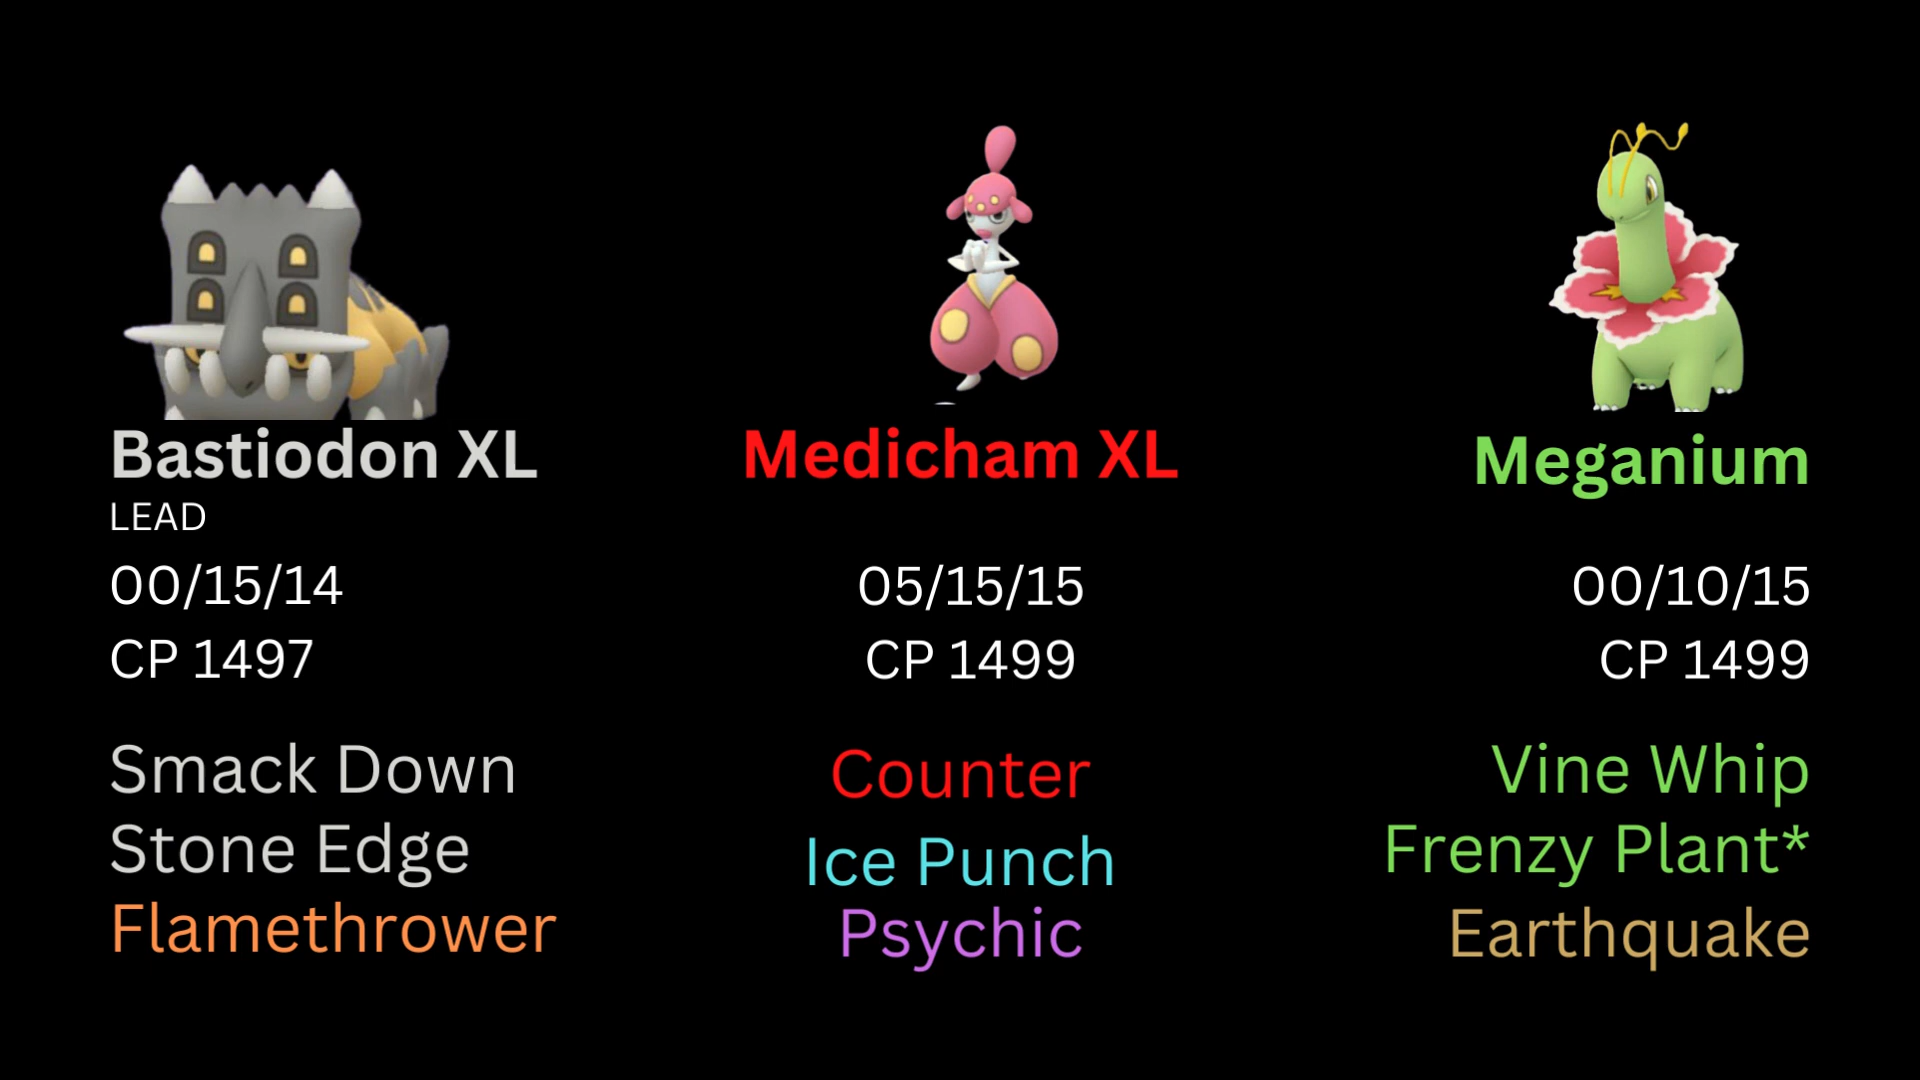 Bastiodon XL
LEAD
00/15/14
CP 1497
Smack Down
Stone Edge
Flamethrower
Medicham XL
05/15/15
CP 1499
Counter
Ice Punch
Psychic
Meganium
00/10/15
CP 1499
Vine Whip
Frenzy Plant*
Earthquake